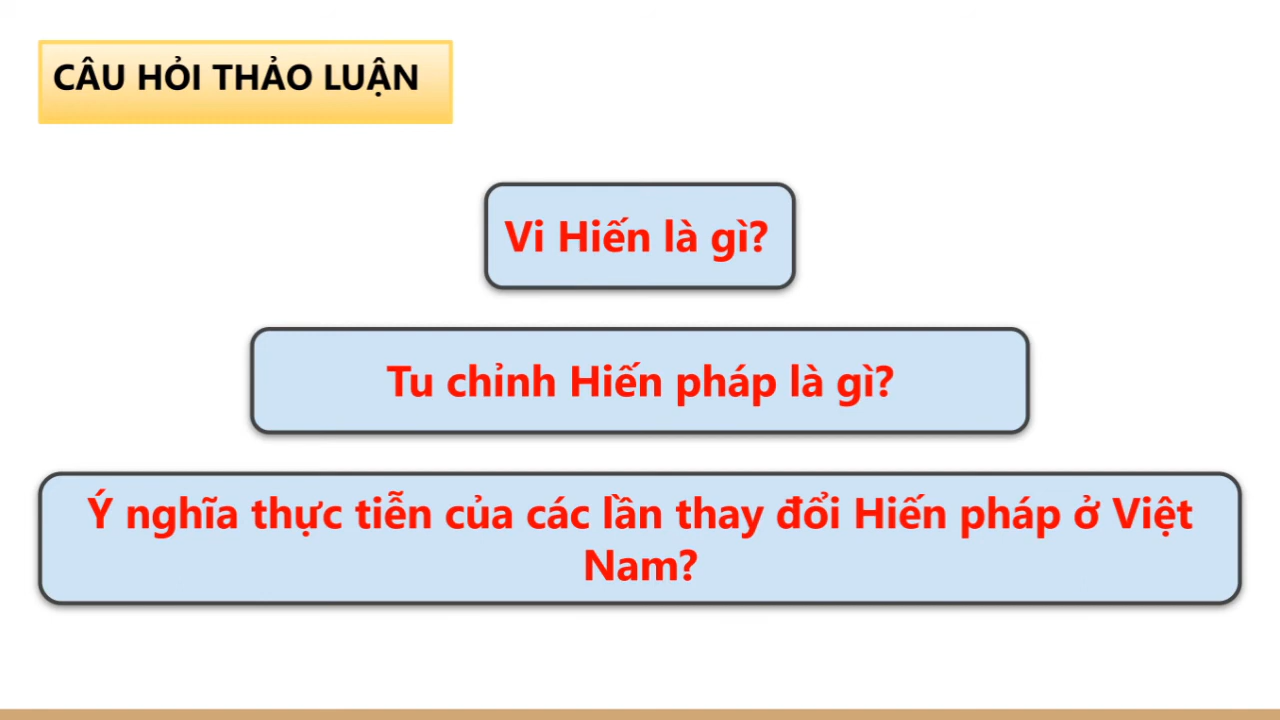 CÂU HỎI THẢO LUẬN
Vi Hiến là gì?
Tu chỉnh Hiến pháp là gì?
Ý nghĩa thực tiễn của các lần thay đổi Hiến pháp ở Việt
Nam?